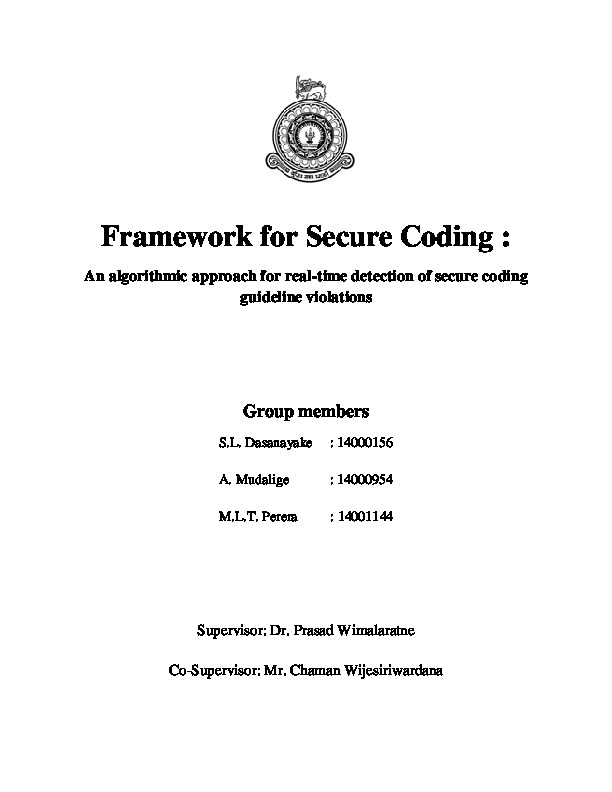 Framework for Secure Coding :
An algorithmic approach for real-time detection of secure coding
guideline violations
Group members
S.L. Dasanayake : 14000156
A. Mudalige : 14000954
M.L.T. Perera : 14001144
Supervisor: Dr. Prasad Wimalaratne
Co-Supervisor: Mr. Chaman Wijesiriwardana